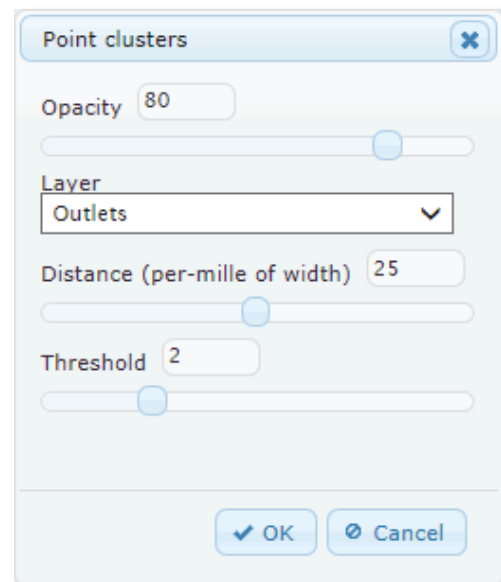 Point clusters
Opacity 80
Layer
Outlets
Distance (per-mille of width) 25
Threshold 2
OK Cancel